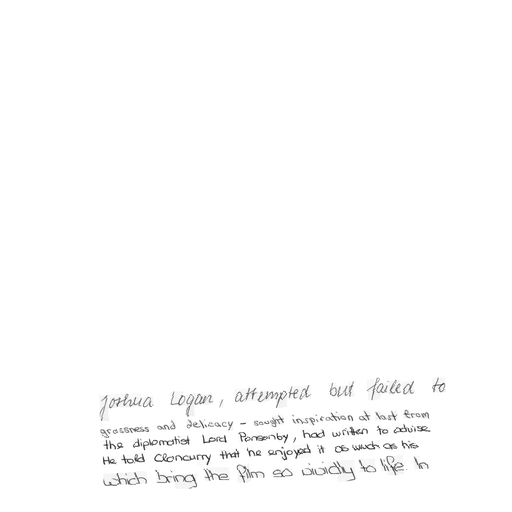 Joshua Logan, attempted but failed to
grossness and delicacy - sought inspiration at last from
the diplomatist Lord Ponsonby, had written to advise
He told Cloncurry that he enjoyed it as much as his
which bring the film so vividly to life. In